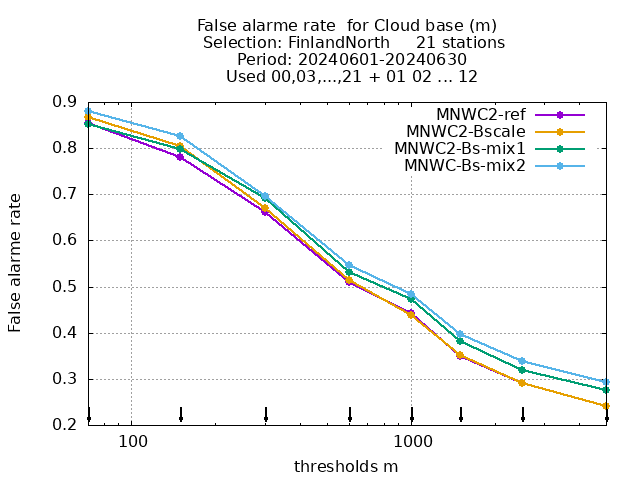 False alarme rate  for Cloud base (m)
Selection: FinlandNorth     21 stations
Period: 20240601-20240630
Used 00,03,...,21 + 01 02 ... 12
MNWC2-ref
MNWC2-Bscale
MNWC2-Bs-mix1
MNWC-Bs-mix2
False alarme rate
0.9
0.8
0.7
0.6
0.5
0.4
0.3
0.2
100
1000
thresholds m